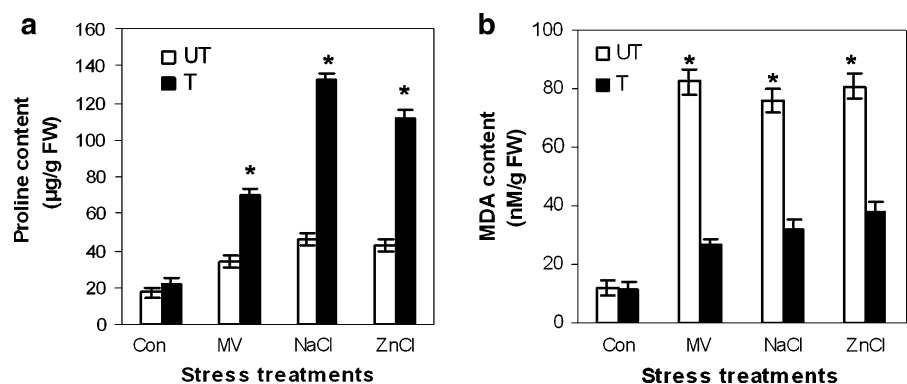 a
160
140
120
100
80
60
40
20
0
Proline content
(µg/g FW)
UT
T
*
*
*
Con
MV
NaCl
ZnCl
Stress treatments
b
100
80
60
40
20
0
MDA content
(nM/g FW)
UT
T
*
*
*
Con
MV
NaCl
ZnCl
Stress treatments